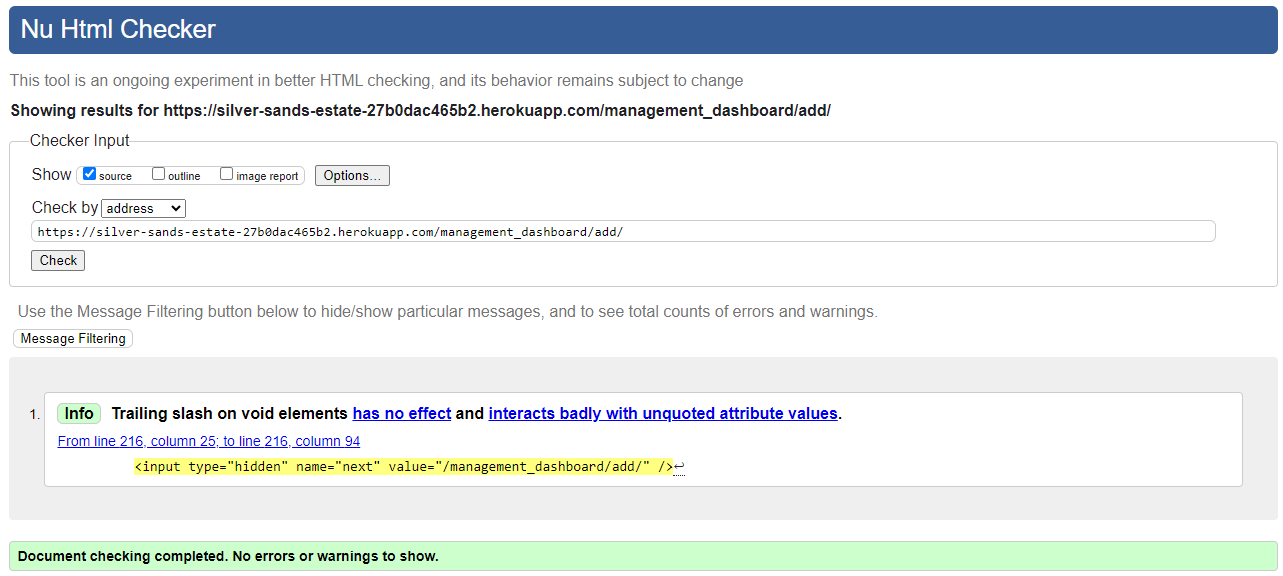 Nu Html Checker
This tool is an ongoing experiment in better HTML checking, and its behavior remains subject to change
Showing results for https://silver-sands-estate-27b0dac465b2.herokuapp.com/management_dashboard/add/
Checker Input
Show source outline image report Options...
Check by address
https://silver-sands-estate-27b0dac465b2.herokuapp.com/management_dashboard/add/
Check
Use the Message Filtering button below to hide/show particular messages, and to see total counts of errors and warnings.
Message Filtering
1. Info Trailing slash on void elements has no effect and interacts badly with unquoted attribute values.
From line 216, column 25; to line 216, column 94
<input type="hidden" name="next" value="/management_dashboard/add/" />↩
Document checking completed. No errors or warnings to show.